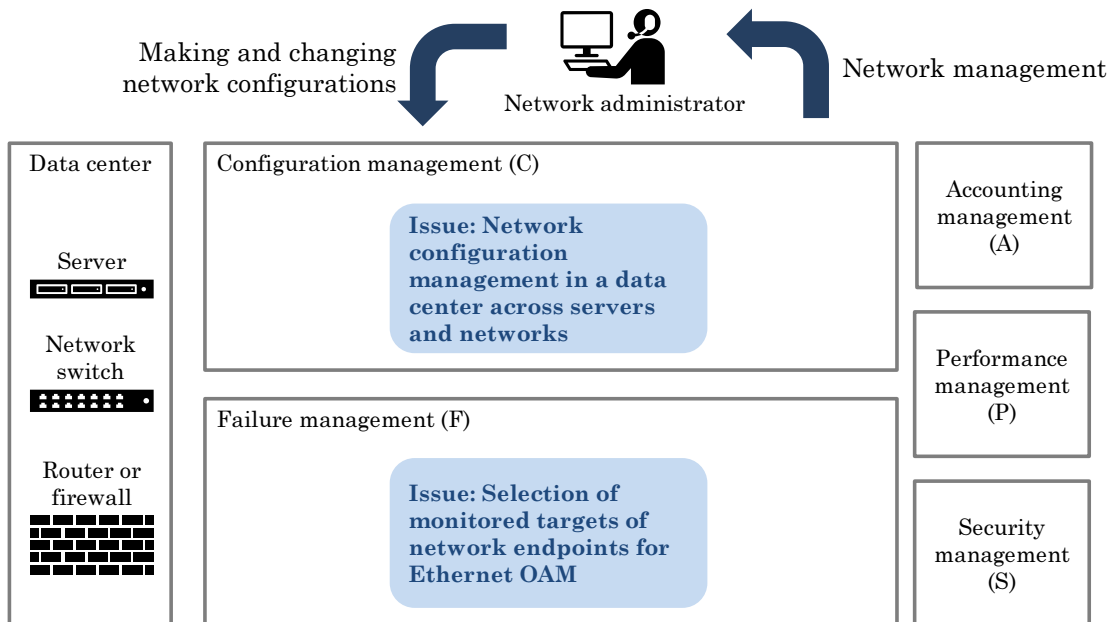 Making and changing
network configurations
Network administrator
Network management
Data center
Server
Network
switch
Router or
firewall
Configuration management (C)
Issue: Network
configuration
management in a data
center across servers
and networks
Failure management (F)
Issue: Selection of
monitored targets of
network endpoints for
Ethernet OAM
Accounting
management
(A)
Performance
management
(P)
Security
management
(S)